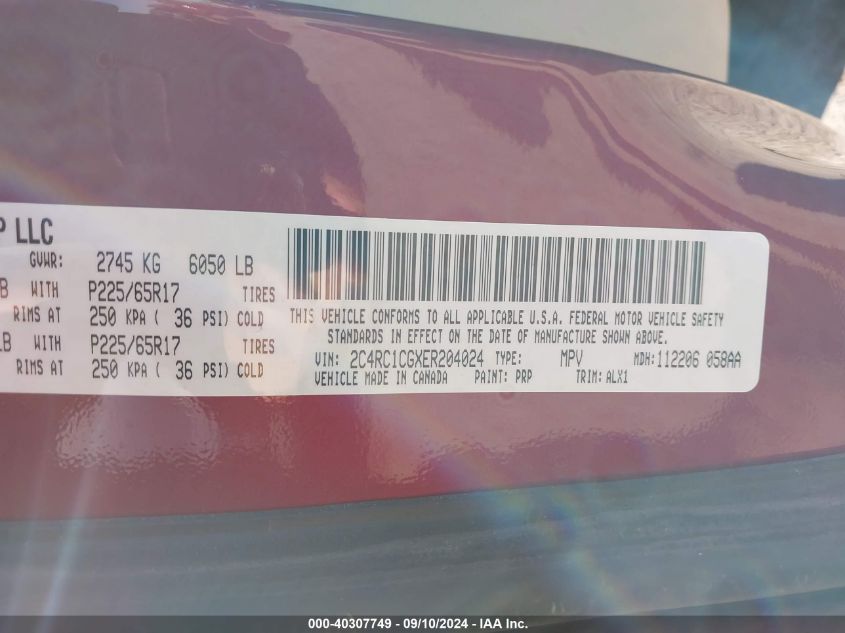 P LLC
GVWR: 2745 KG 6050 LB
B WITH P225/65R17 TIRES
RIMS AT 250 KPA ( 36 PSI) COLD
LB WITH P225/65R17 TIRES
RIMS AT 250 KPA ( 36 PSI) COLD
THIS VEHICLE CONFORMS TO ALL APPLICABLE U.S.A. FEDERAL MOTOR VEHICLE SAFETY
STANDARDS IN EFFECT ON THE DATE OF MANUFACTURE SHOWN ABOVE.
VIN: 2C4RC1CGXER204024 TYPE: MPV MDH: 112206 058AA
VEHICLE MADE IN CANADA PAINT: PRP TRIM: ALX1
000-40307749 - 09/10/2024 - IAA Inc.